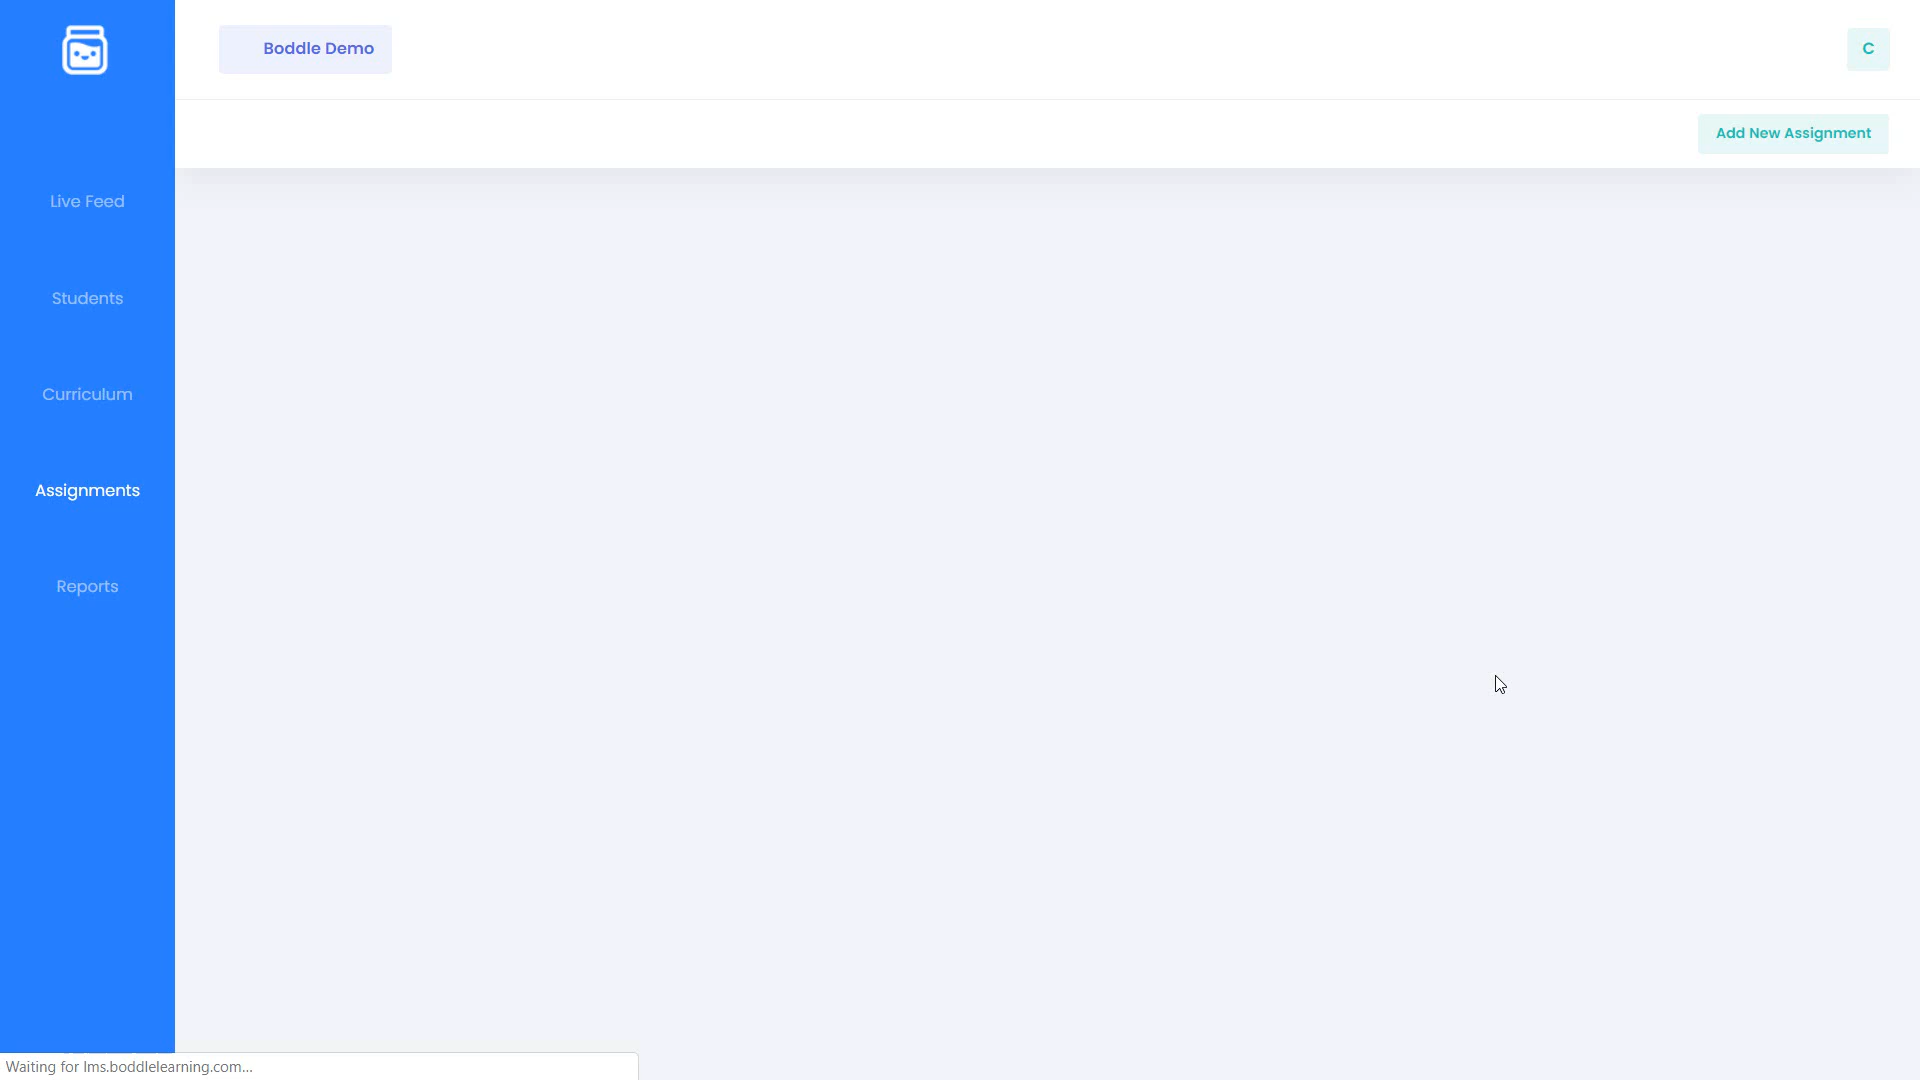 Boddle Demo
C
Add New Assignment
Live Feed
Students
Curriculum
Assignments
Reports
Waiting for lms.boddlelearning.com...